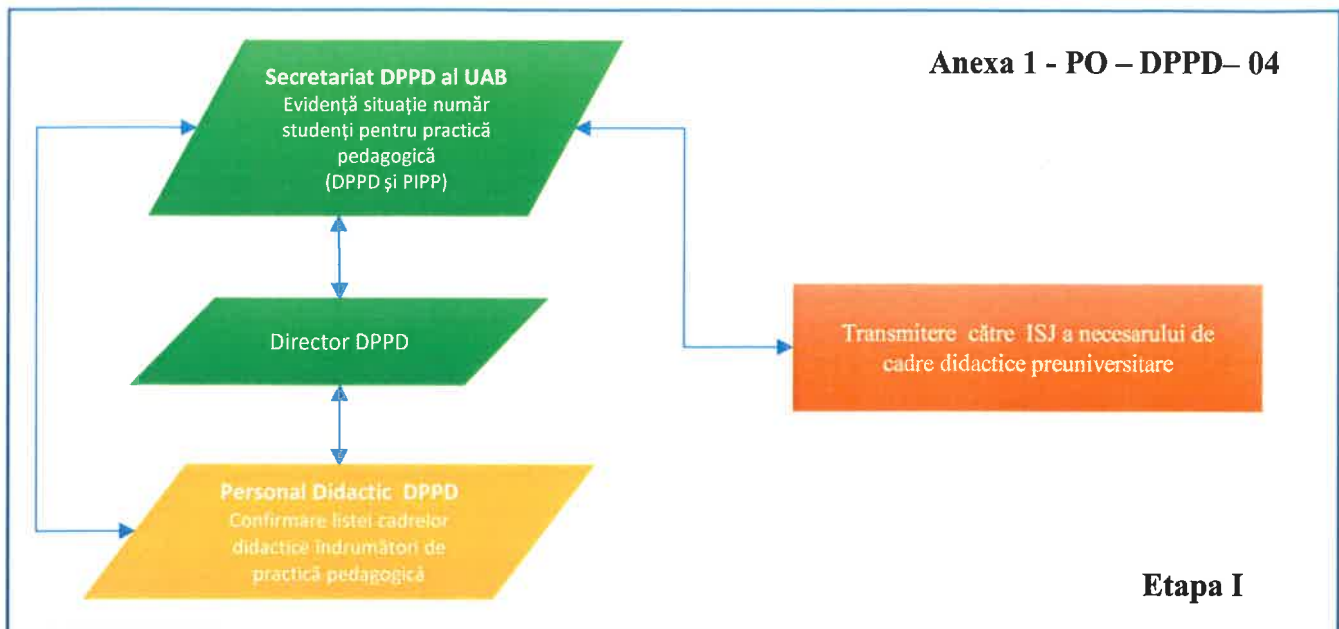 Anexa 1 - PO – DPPD– 04
Secretariat DPPD al UAB
Evidență situație număr
studenți pentru practică
pedagogică
(DPPD și PIPP)
Director DPPD
Transmitere către ISJ a necesarului de
cadre didactice preuniversitare
Personal Didactic DPPD
Confirmare listei cadrelor
didactice îndrumători de
practică pedagogică
Etapa I